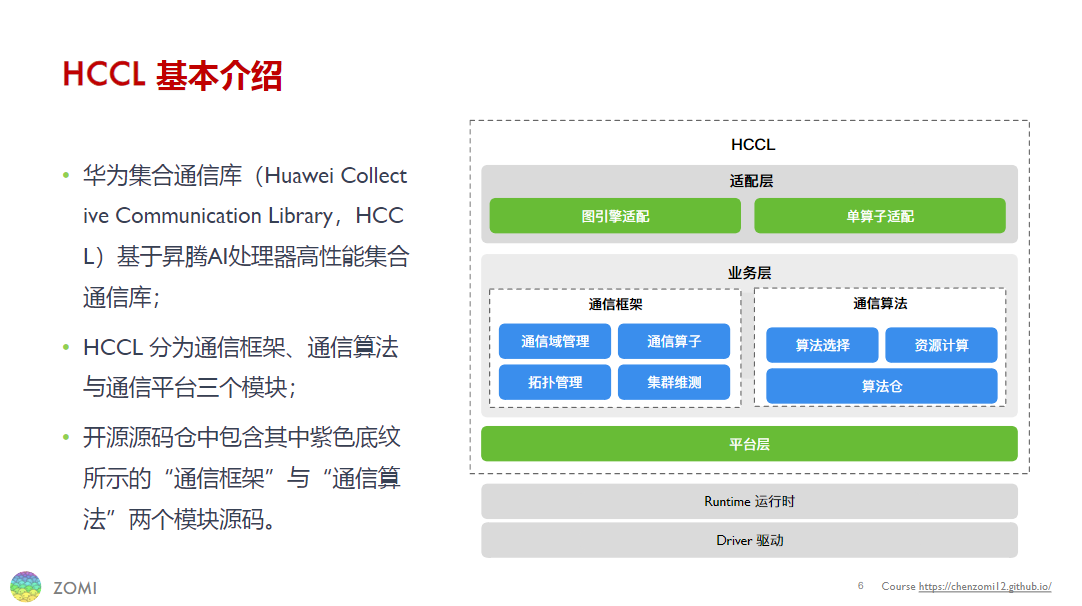 HCCL 基本介绍
• 华为集合通信库（Huawei Collect
ive Communication Library，HCC
L）基于昇腾AI处理器高性能集合
通信库；
• HCCL 分为通信框架、通信算法
与通信平台三个模块；
• 开源源码仓中包含其中紫色底纹
所示的“通信框架”与“通信算
法”两个模块源码。
HCCL
适配层
图引擎适配
单算子适配
业务层
通信框架
通信域管理
通信算子
拓扑管理
集群维测
通信算法
算法选择
资源计算
算法仓
平台层
Runtime 运行时
Driver 驱动
ZOMI
6
Course https://chenzomi12.github.io/